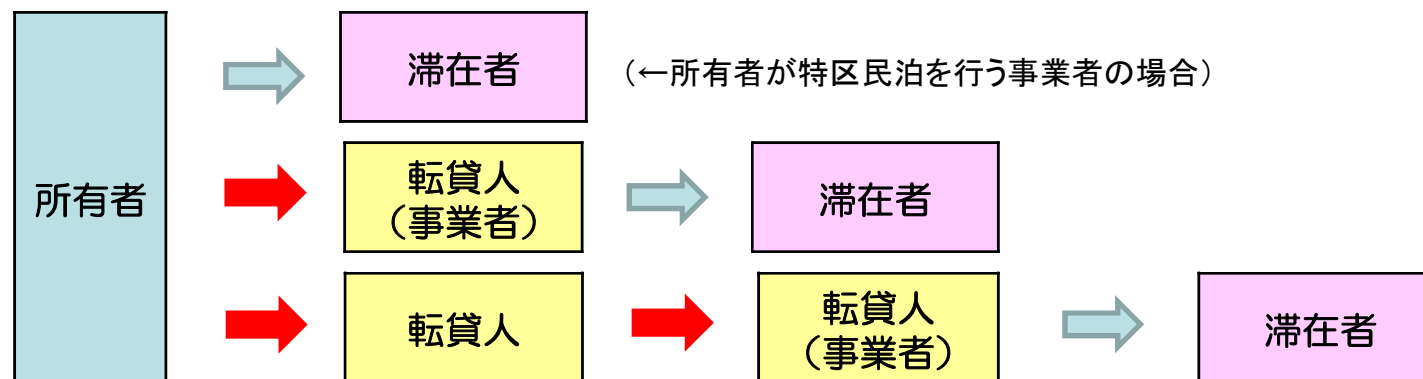 所有者
滞在者
（←所有者が特区民泊を行う事業者の場合）
転貸人
（事業者）
滞在者
転貸人
転貸人
（事業者）
滞在者